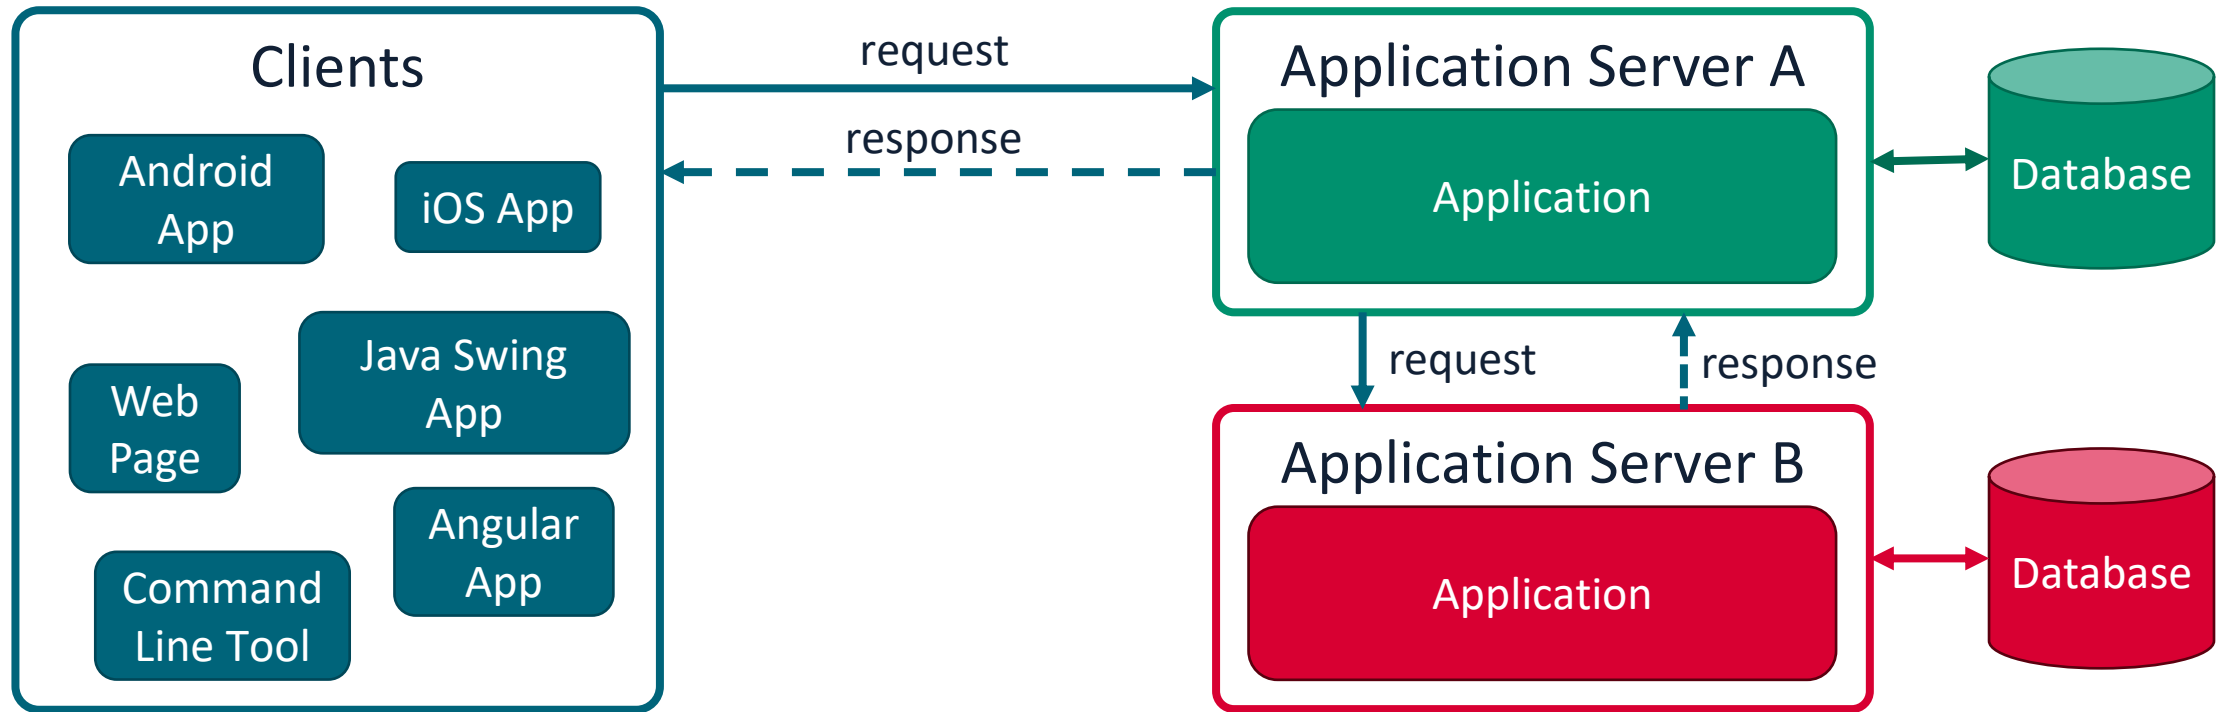 Clients
Android
App
iOS App
Java Swing
App
Web
Page
Angular
App
Command
Line Tool
request
response
Application Server A
Application
Database
request
response
Application Server B
Application
Database